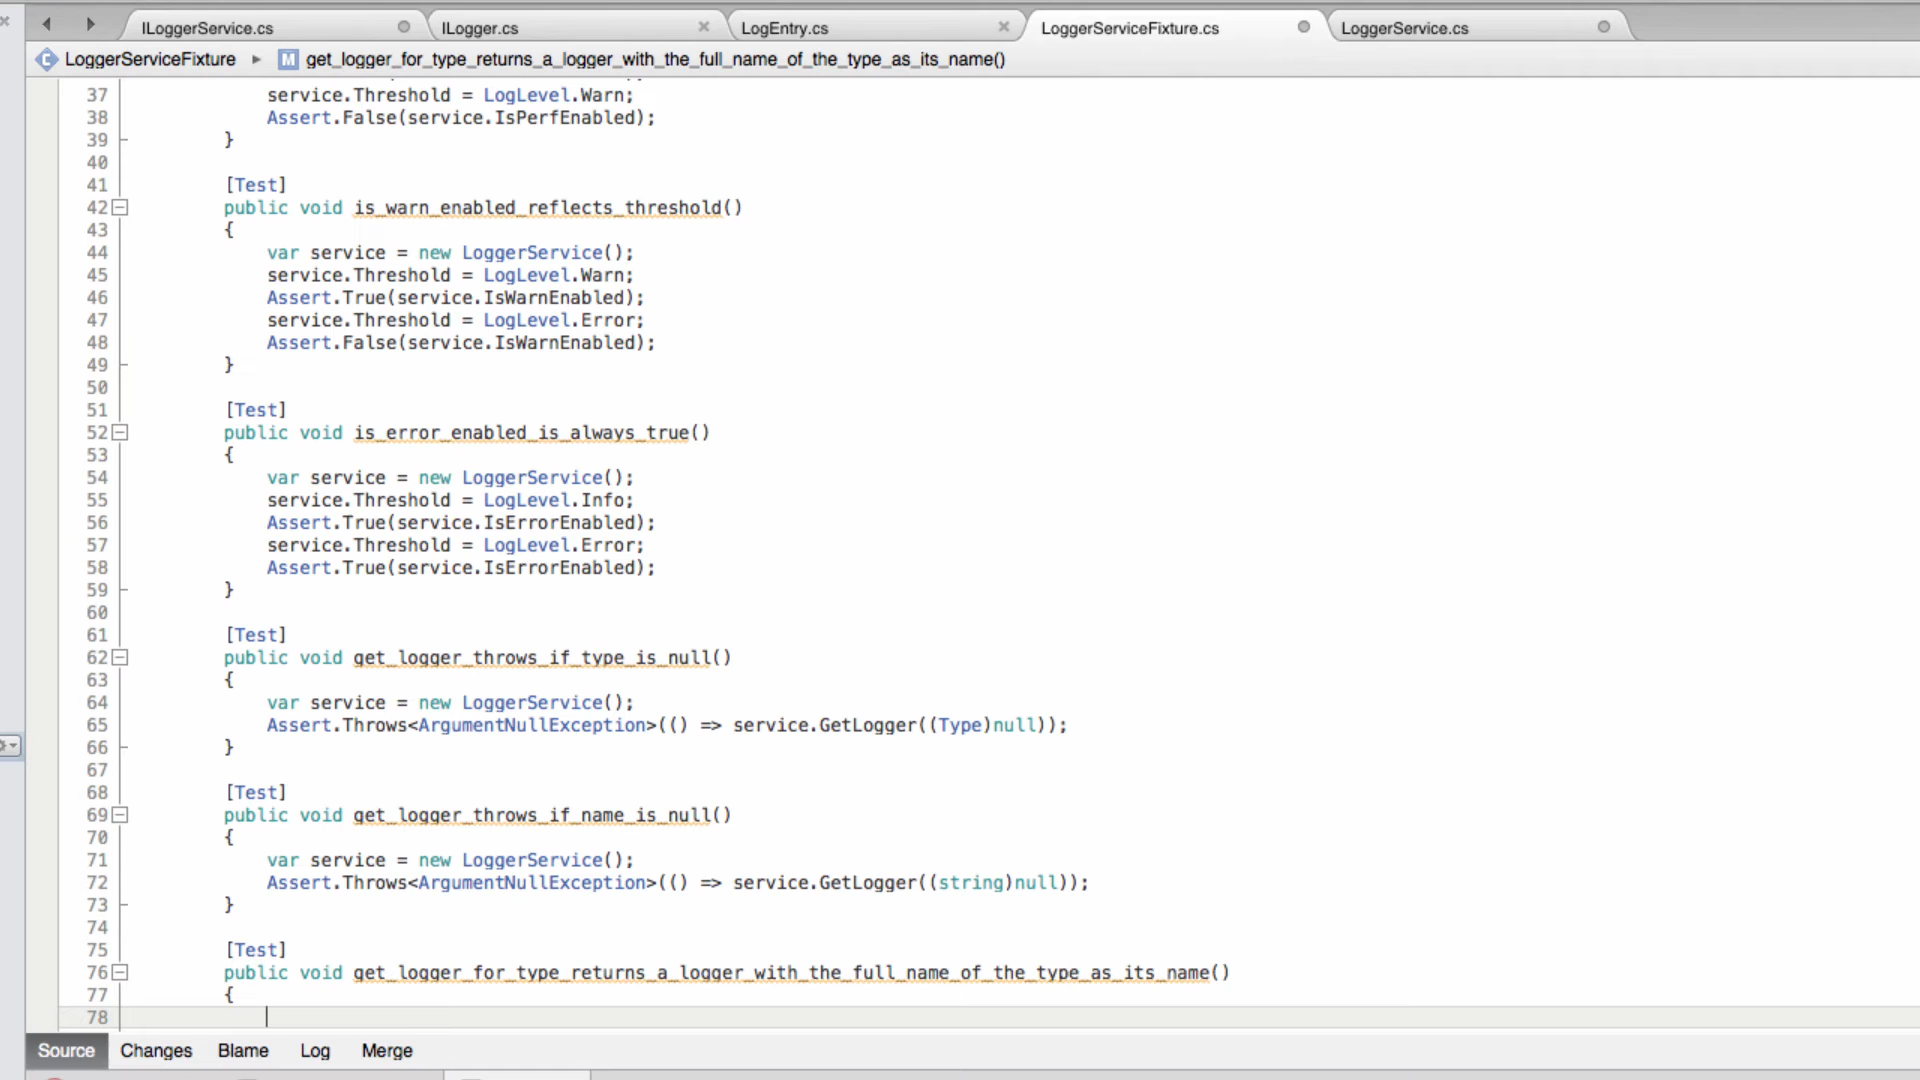 ILoggerService.cs ILogger.cs LogEntry.cs LoggerServiceFixture.cs LoggerService.cs
LoggerServiceFixture M get_logger_for_type_returns_a_logger_with_the_full_name_of_the_type_as_its_name()
37 service.Threshold = LogLevel.Warn;
38 Assert.False(service.IsPerfEnabled);
39 }
40
41 [Test]
42 public void is_warn_enabled_reflects_threshold()
43 {
44 var service = new LoggerService();
45 service.Threshold = LogLevel.Warn;
46 Assert.True(service.IsWarnEnabled);
47 service.Threshold = LogLevel.Error;
48 Assert.False(service.IsWarnEnabled);
49 }
50
51 [Test]
52 public void is_error_enabled_is_always_true()
53 {
54 var service = new LoggerService();
55 service.Threshold = LogLevel.Info;
56 Assert.True(service.IsErrorEnabled);
57 service.Threshold = LogLevel.Error;
58 Assert.True(service.IsErrorEnabled);
59 }
60
61 [Test]
62 public void get_logger_throws_if_type_is_null()
63 {
64 var service = new LoggerService();
65 Assert.Throws<ArgumentNullException>(() => service.GetLogger((Type)null));
66 }
67
68 [Test]
69 public void get_logger_throws_if_name_is_null()
70 {
71 var service = new LoggerService();
72 Assert.Throws<ArgumentNullException>(() => service.GetLogger((string)null));
73 }
74
75 [Test]
76 public void get_logger_for_type_returns_a_logger_with_the_full_name_of_the_type_as_its_name()
77 {
78
Source Changes Blame Log Merge